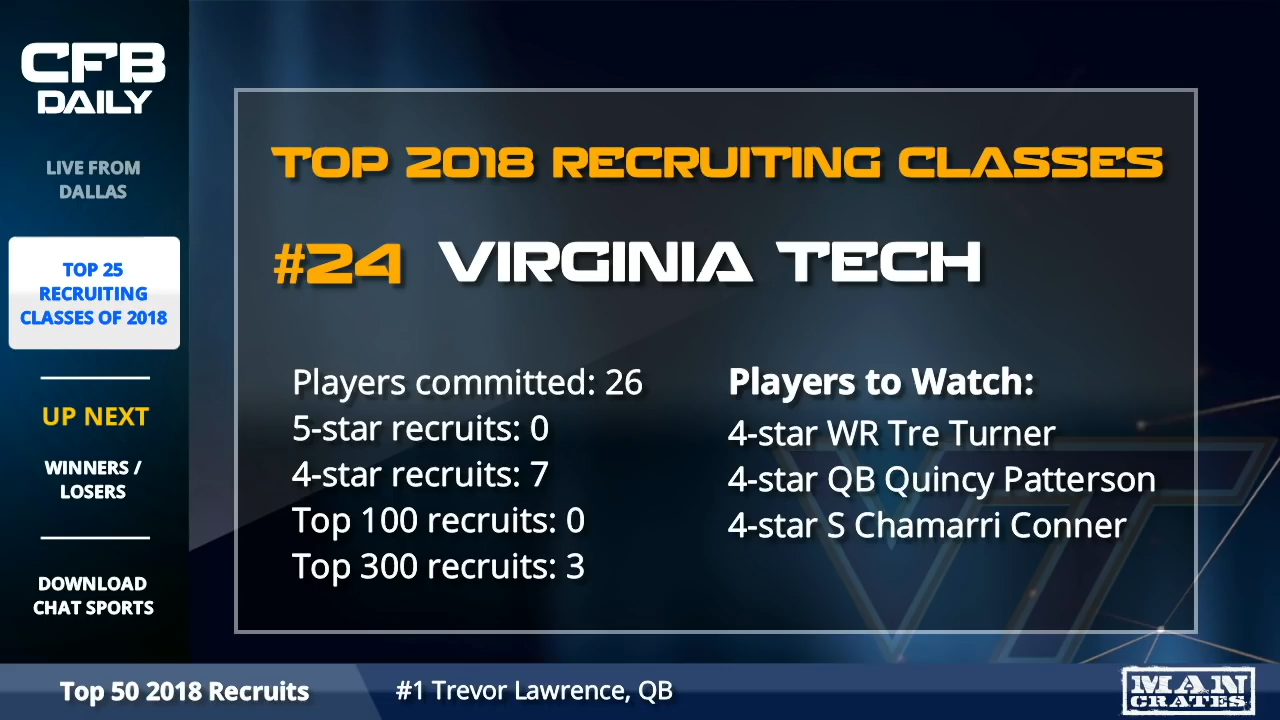 CFB
DAILY
LIVE FROM
DALLAS
TOP 25
RECRUITING
CLASSES OF 2018
UP NEXT
WINNERS /
LOSERS
DOWNLOAD
CHAT SPORTS
TOP 2018 RECRUITING CLASSES
#24 VIRGINIA TECH
Players committed: 26
5-star recruits: 0
4-star recruits: 7
Top 100 recruits: 0
Top 300 recruits: 3
Players to Watch:
4-star WR Tre Turner
4-star QB Quincy Patterson
4-star S Chamarri Conner
VT
Top 50 2018 Recruits
#1 Trevor Lawrence, QB
MAN
CRATES